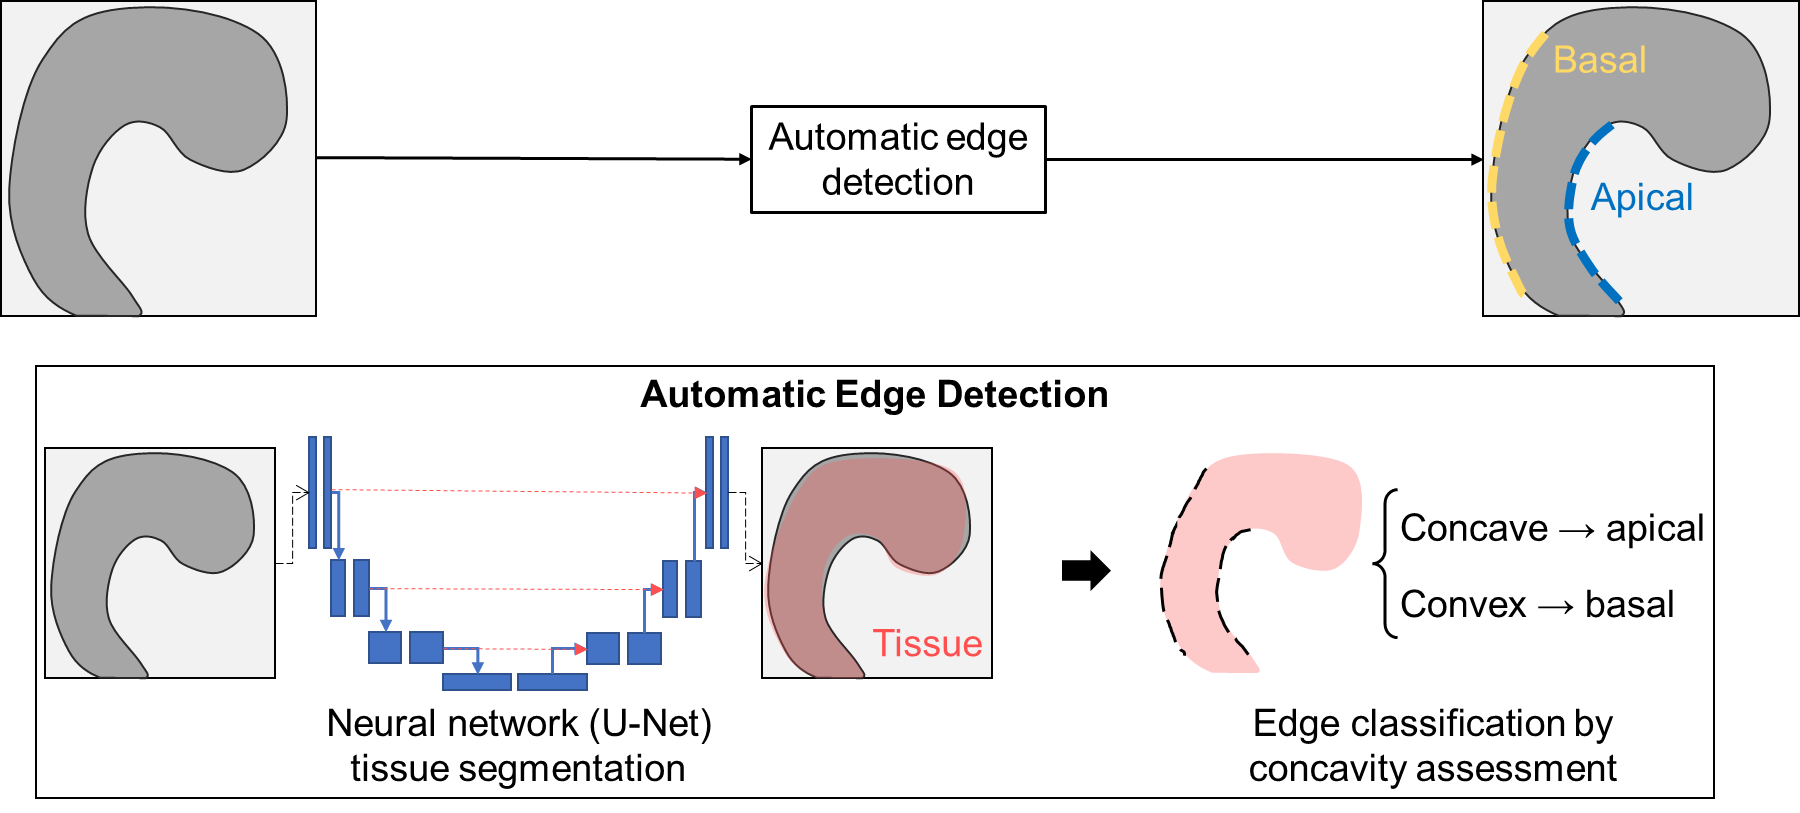 Basal
Automatic edge
detection
Apical
Automatic Edge Detection
Concave → apical
Convex → basal
Tissue
Neural network (U-Net)
tissue segmentation
Edge classification by
concavity assessment